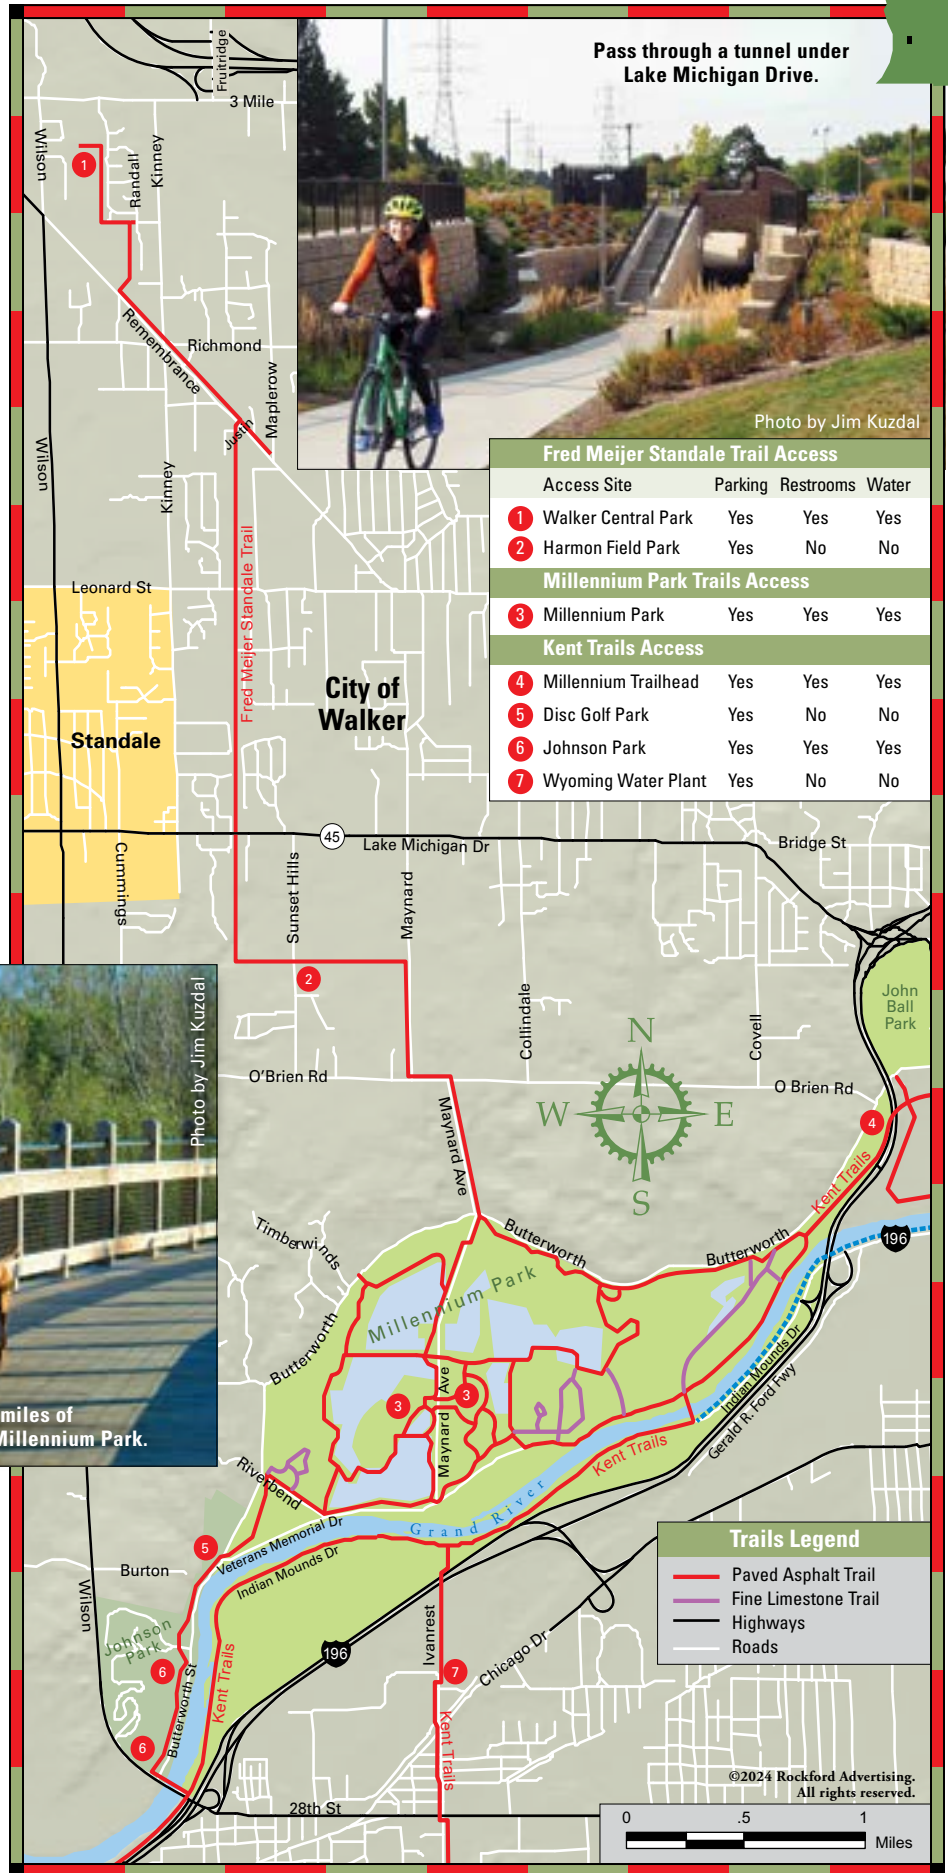 Pass through a tunnel under
Lake Michigan Drive.
Photo by Jim Kuzdal
Fruitridge
3 Mile
Wilson
1
Randall
Kinney
Remembrance
Richmond
Maplerow
Justin
Wilson
Kinney
Fred Meijer Standale Trail Access
Access Site Parking Restrooms Water
1 Walker Central Park Yes Yes Yes
2 Harmon Field Park Yes No No
Millennium Park Trails Access
3 Millennium Park Yes Yes Yes
Kent Trails Access
4 Millennium Trailhead Yes Yes Yes
5 Disc Golf Park Yes No No
6 Johnson Park Yes Yes Yes
7 Wyoming Water Plant Yes No No
Leonard St
Fred Meijer Standale Trail
City of
Walker
Standale
45
Lake Michigan Dr
Bridge St
Cummings
Sunset Hills
Maynard
2
Photo by Jim Kuzdal
Collindale
Covell
John
Ball
Park
N
W
E
S
O'Brien Rd
O Brien Rd
4
Maynard Ave
Kent Trails
Timberwinds
Butterworth
Butterworth
196
Millennium Park
Butterworth
Indian Mounds Dr
Gerald R. Ford Fwy
3
3
Maynard Ave
miles of
Millennium Park.
Kent Trails
Riverbend
Grand River
Veterans Memorial Dr
Indian Mounds Dr
5
Burton
Wilson
Johnson
Park
6
6
Butterworth St
Kent Trails
196
Ivanrest
7
Chicago Dr
Kent Trails
28th St
Trails Legend
Paved Asphalt Trail
Fine Limestone Trail
Highways
Roads
©2024 Rockford Advertising.
All rights reserved.
0 .5 1
Miles